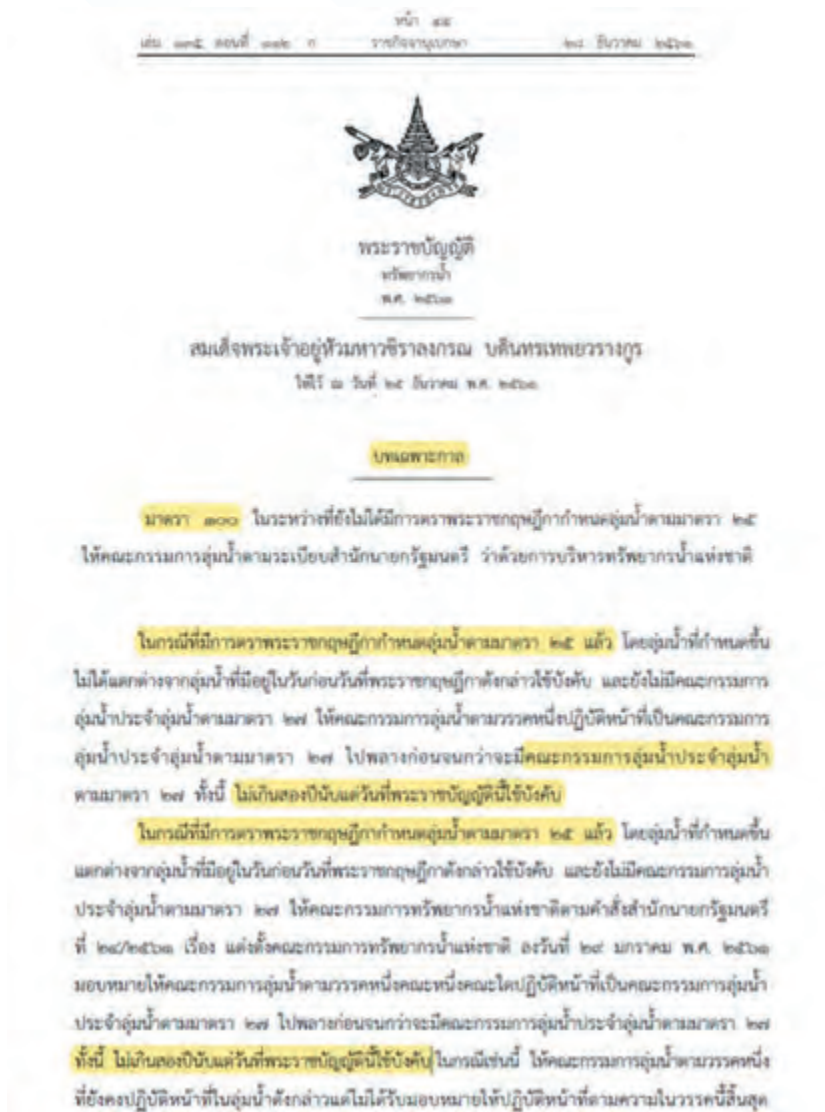 หน้า ๔๔
เล่ม ๑๓๕ ตอนที่ ๑๑๒ ก ราชกิจจานุเบกษา ๒๘ ธันวาคม ๒๕๖๑
พระราชบัญญัติ
ทรัพยากรน้ำ
พ.ศ. ๒๕๖๑
สมเด็จพระเจ้าอยู่หัวมหาวชิราลงกรณ บดินทรเทพยวรางกูร
ให้ไว้ ณ วันที่ ๒๕ ธันวาคม พ.ศ. ๒๕๖๑
บทเฉพาะกาล
มาตรา ๑๐๐ ในระหว่างที่ยังไม่ได้มีการตราพระราชกฤษฎีกากำหนดลุ่มน้ำตามมาตรา ๒๕
ให้คณะกรรมการลุ่มน้ำตามระเบียบสำนักนายกรัฐมนตรี ว่าด้วยการบริหารทรัพยากรน้ำแห่งชาติ
ในกรณีที่มีการตราพระราชกฤษฎีกากำหนดลุ่มน้ำตามมาตรา ๒๕ แล้ว โดยลุ่มน้ำที่กำหนดขึ้น
ไม่ได้แตกต่างจากลุ่มน้ำที่มีอยู่ในวันก่อนวันที่พระราชกฤษฎีกาดังกล่าวใช้บังคับ และยังไม่มีคณะกรรมการ
ลุ่มน้ำประจำลุ่มน้ำตามมาตรา ๒๗ ให้คณะกรรมการลุ่มน้ำตามวรรคหนึ่งปฏิบัติหน้าที่เป็นคณะกรรมการ
ลุ่มน้ำประจำลุ่มน้ำตามมาตรา ๒๗ ไปพลางก่อนจนกว่าจะมีคณะกรรมการลุ่มน้ำประจำลุ่มน้ำ
ตามมาตรา ๒๗ ทั้งนี้ ไม่เกินสองปีนับแต่วันที่พระราชบัญญัตินี้ใช้บังคับ
ในกรณีที่มีการตราพระราชกฤษฎีกากำหนดลุ่มน้ำตามมาตรา ๒๕ แล้ว โดยลุ่มน้ำที่กำหนดขึ้น
แตกต่างจากลุ่มน้ำที่มีอยู่ในวันก่อนวันที่พระราชกฤษฎีกาดังกล่าวใช้บังคับ และยังไม่มีคณะกรรมการลุ่มน้ำ
ประจำลุ่มน้ำตามมาตรา ๒๗ ให้คณะกรรมการทรัพยากรน้ำแห่งชาติตามคำสั่งสำนักนายกรัฐมนตรี
ที่ ๒๔/๒๕๖๑ เรื่อง แต่งตั้งคณะกรรมการทรัพยากรน้ำแห่งชาติ ลงวันที่ ๒๙ มกราคม พ.ศ. ๒๕๖๑
มอบหมายให้คณะกรรมการลุ่มน้ำตามวรรคหนึ่งคณะหนึ่งคณะใดปฏิบัติหน้าที่เป็นคณะกรรมการลุ่มน้ำ
ประจำลุ่มน้ำตามมาตรา ๒๗ ไปพลางก่อนจนกว่าจะมีคณะกรรมการลุ่มน้ำประจำลุ่มน้ำตามมาตรา ๒๗
ทั้งนี้ ไม่เกินสองปีนับแต่วันที่พระราชบัญญัตินี้ใช้บังคับ ในกรณีเช่นนี้ ให้คณะกรรมการลุ่มน้ำตามวรรคหนึ่ง
ที่ยังคงปฏิบัติหน้าที่ในลุ่มน้ำดังกล่าวแต่ไม่ได้รับมอบหมายให้ปฏิบัติหน้าที่ตามความในวรรคนี้สิ้นสุด